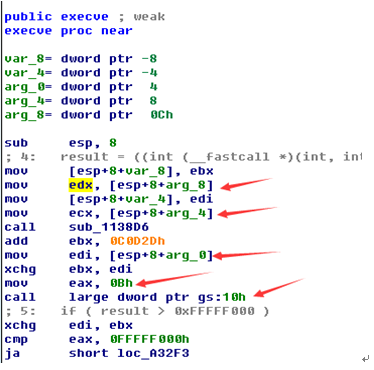 public execve ; weak
execve proc near
var_8= dword ptr -8
var_4= dword ptr -4
arg_0= dword ptr  4
arg_4= dword ptr  8
arg_8= dword ptr  0Ch
sub     esp, 8
; 4:   result = ((int (__fastcall *)(int, int
mov     [esp+8+var_8], ebx
mov     edx, [esp+8+arg_8]
mov     [esp+8+var_4], edi
mov     ecx, [esp+8+arg_4]
call    sub_1138D6
add     ebx, 0C0D2Dh
mov     edi, [esp+8+arg_0]
xchg    ebx, edi
mov     eax, 0Bh
call    large dword ptr gs:10h
; 5:   if ( result > 0xFFFFF000 )
xchg    edi, ebx
cmp     eax, 0FFFFF000h
ja      short loc_A32F3